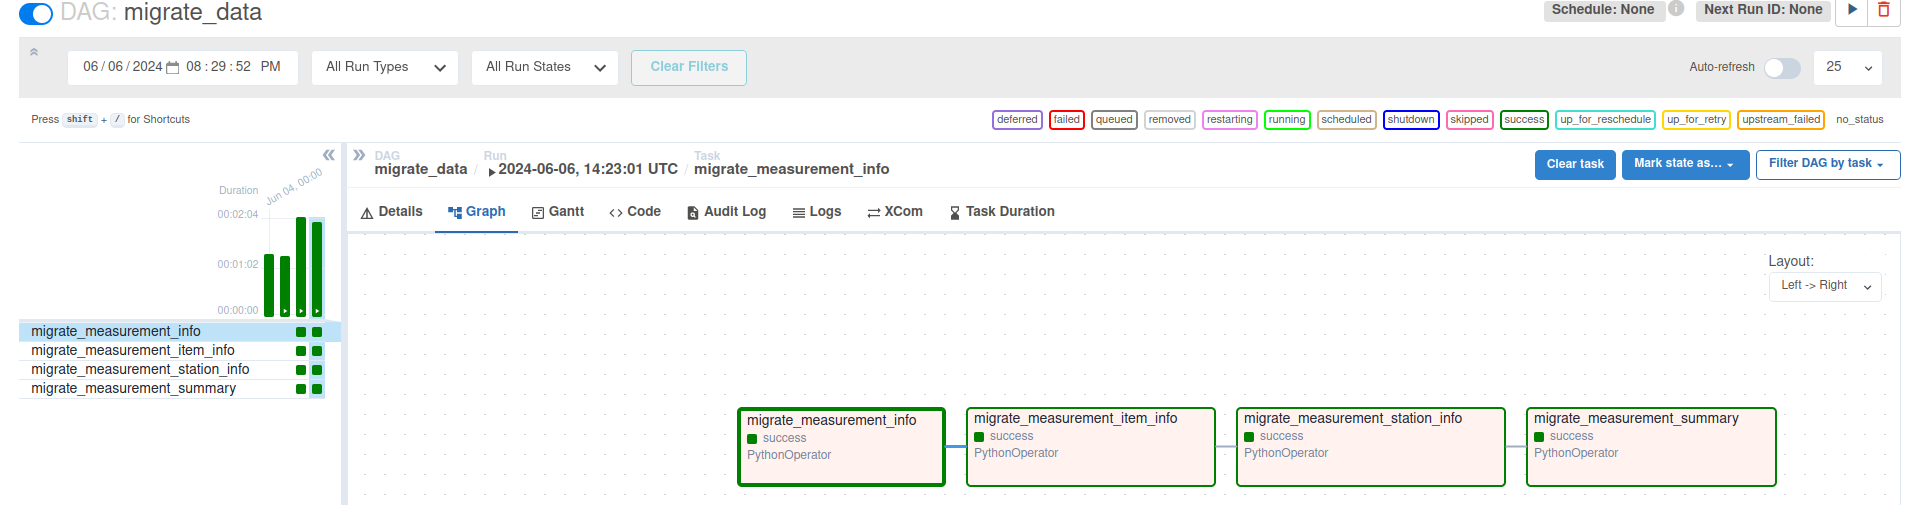 DAG: migrate_data
Schedule: None
Next Run ID: None
06/06/2024 08:29:52 PM
All Run Types
All Run States
Clear Filters
Auto-refresh
25
Press shift + / for Shortcuts
deferred
failed
queued
removed
restarting
running
scheduled
shutdown
skipped
success
up_for_reschedule
up_for_retry
upstream_failed
no_status
Duration
Jun 04, 00:00
00:02:04
00:01:02
00:00:00
migrate_measurement_info
migrate_measurement_item_info
migrate_measurement_station_info
migrate_measurement_summary
DAG
migrate_data
/
Run
2024-06-06, 14:23:01 UTC
/
Task
migrate_measurement_info
Clear task
Mark state as...
Filter DAG by task
Details
Graph
Gantt
Code
Audit Log
Logs
XCom
Task Duration
Layout:
Left -> Right
migrate_measurement_info
success
PythonOperator
migrate_measurement_item_info
success
PythonOperator
migrate_measurement_station_info
success
PythonOperator
migrate_measurement_summary
success
PythonOperator